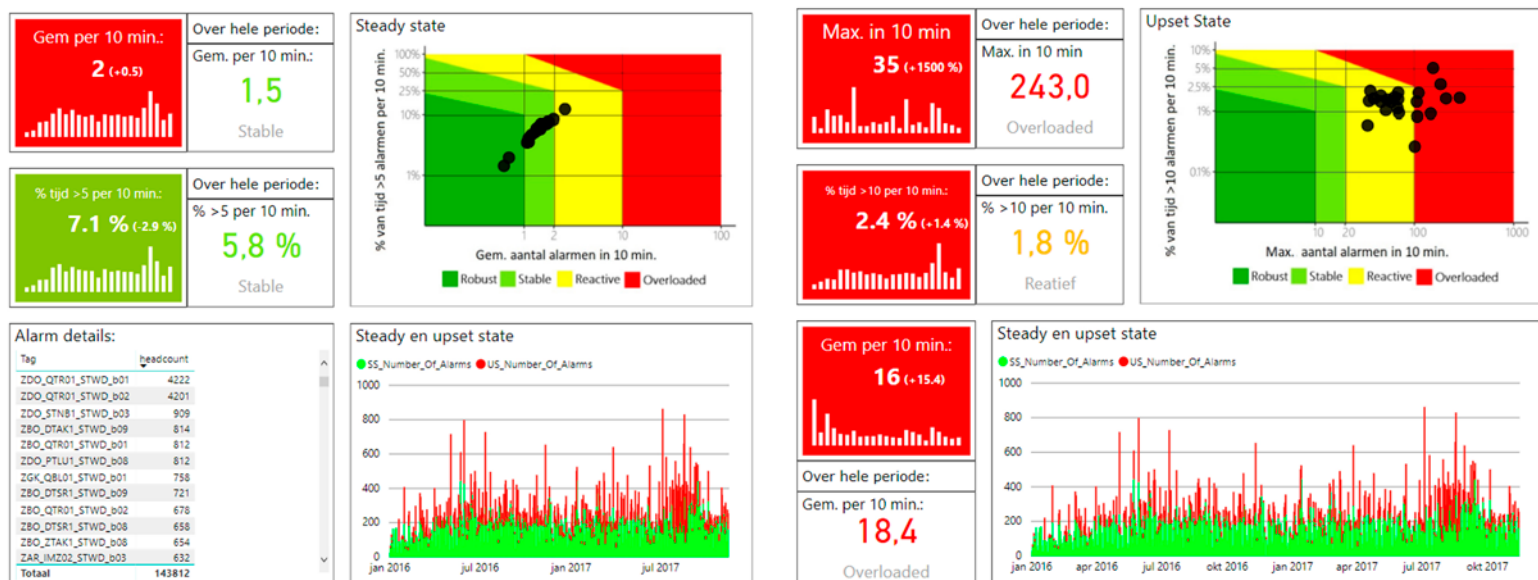 Gem per 10 min.:
2 (+0.5)
Over hele periode:
Gem. per 10 min.:
1,5
Stable
% tijd >5 per 10 min.:
7.1 % (-2.9 %)
Over hele periode:
% >5 per 10 min.
5,8 %
Stable
Steady state
% van tijd >5 alarmen per 10 min.
100%
50%
25%
10%
1%
1
2
10
100
Gem. aantal alarmen in 10 min.
Robust
Stable
Reactive
Overloaded
Max. in 10 min
35 (+1500 %)
Over hele periode:
Max. in 10 min
243,0
Overloaded
% tijd >10 per 10 min.:
2.4 % (+1.4 %)
Over hele periode:
% >10 per 10 min.
1,8 %
Reatief
Upset State
% van tijd >10 alarmen per 10 min.
10%
5%
2.5%
1%
0.1%
10
20
100
1000
Max. aantal alarmen in 10 min.
Robust
Stable
Reactive
Overloaded
Alarm details:
Tag headcount
ZDO_QTR01_STWD_b01 4222
ZDO_QTR01_STWD_b02 4201
ZDO_STNB1_STWD_b03 909
ZBO_DTAK1_STWD_b09 814
ZBO_QTR01_STWD_b01 812
ZDO_PTLU1_STWD_b08 812
ZGK_QBL01_STWD_b01 758
ZBO_DTSR1_STWD_b09 721
ZBO_QTR01_STWD_b02 678
ZBO_DTSR1_STWD_b08 658
ZBO_ZTAK1_STWD_b08 654
ZAR_IMZ02_STWD_b03 632
Totaal 143812
Steady en upset state
SS_Number_Of_Alarms US_Number_Of_Alarms
1000
800
600
400
200
0
jan 2016 jul 2016 jan 2017 jul 2017
Gem per 10 min.:
16 (+15.4)
Over hele periode:
Gem. per 10 min.:
18,4
Overloaded
Steady en upset state
SS_Number_Of_Alarms US_Number_Of_Alarms
1000
800
600
400
200
0
jan 2016 apr 2016 jul 2016 okt 2016 jan 2017 apr 2017 jul 2017 okt 2017